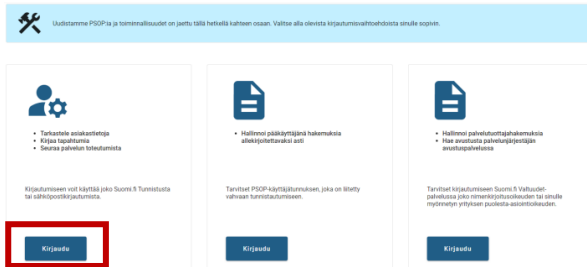 Uudistamme PSOP:ia ja toiminnallisuudet on jaettu tällä hetkellä kahteen osaan. Valitse alla olevista kirjautumisvaihtoehdoista sinulle sopivin.
• Tarkastele asiakastietoja
• Kirjaa tapahtumia
• Seuraa palvelun toteutumista
Kirjautumiseen voit käyttää joko Suomi.fi Tunnistusta
tai sähköpostikirjautumista.
Kirjaudu
• Hallinnoi pääkäyttäjänä hakemuksia
allekirjoitettavaksi asti
Tarvitset PSOP-käyttäjätunnuksen, joka on liitetty
vahvaan tunnistautumiseen.
Kirjaudu
• Hallinnoi palvelutuottajahakemuksia
• Hae avustusta palvelunjärjestäjän
avustuspalvelussa
Tarvitset kirjautumiseen Suomi.fi Valtuudet-
palvelussa joko nimenkirjoitusoikeuden tai sinulle
myönnetyn yrityksen puolesta-asiointioikeuden.
Kirjaudu